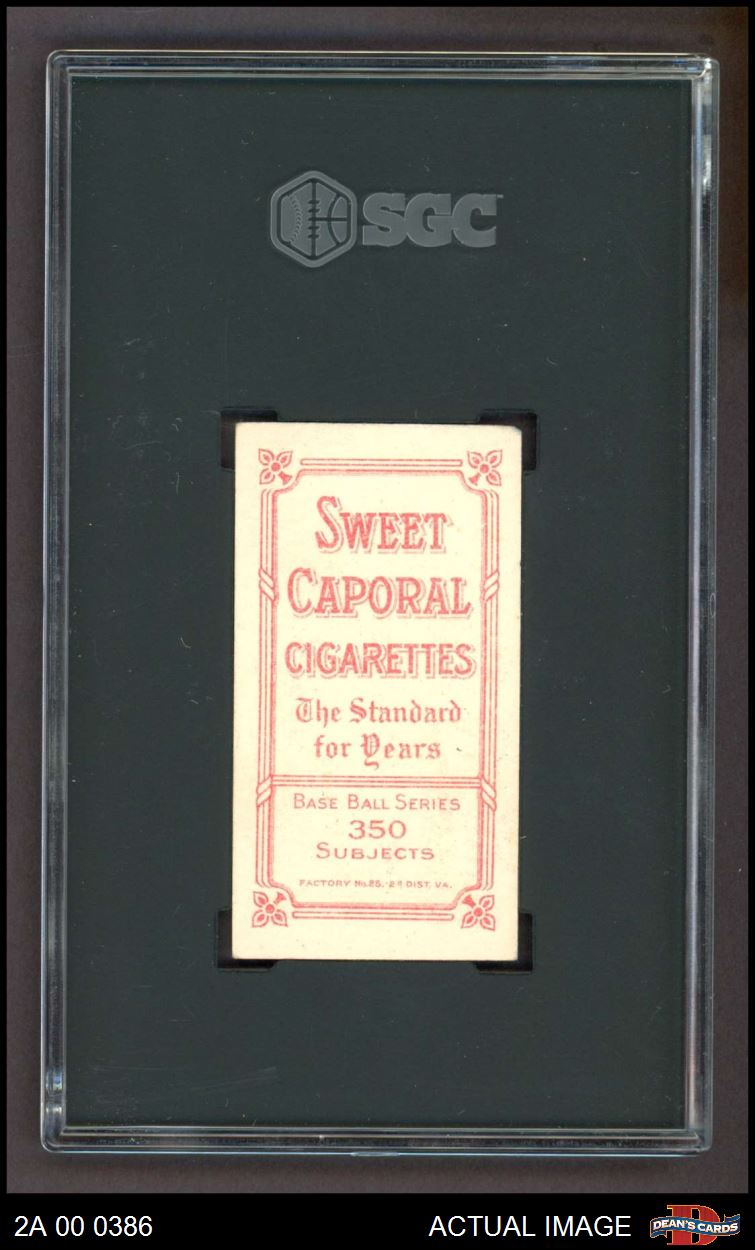 SGC
SWEET
CAPORAL
CIGARETTES
The Standard
for Years
BASE BALL SERIES
350
SUBJECTS
FACTORY No.25.-2D DIST. VA.
2A 00 0386
ACTUAL IMAGE
DEAN'S CARDS